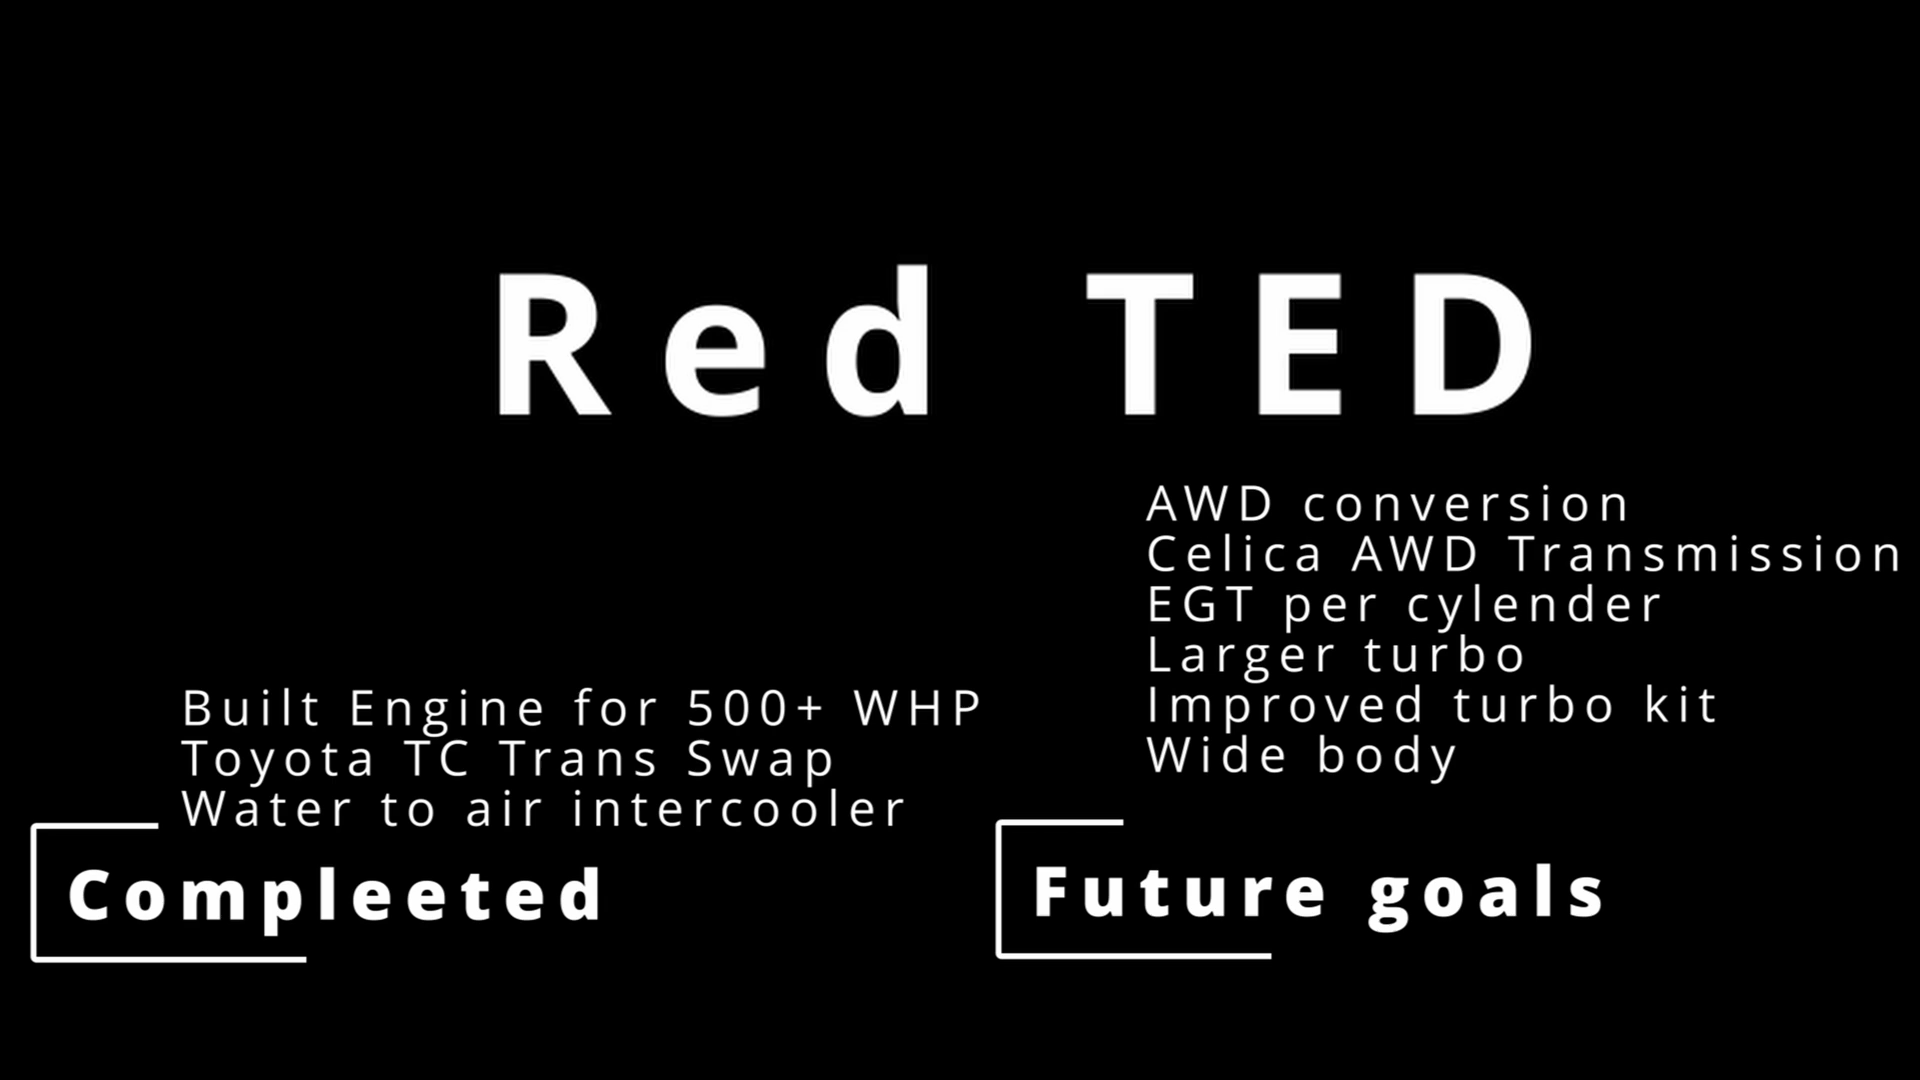 Red TED
Built Engine for 500+ WHP
Toyota TC Trans Swap
Water to air intercooler
Compleeted
AWD conversion
Celica AWD Transmission
EGT per cylender
Larger turbo
Improved turbo kit
Wide body
Future goals